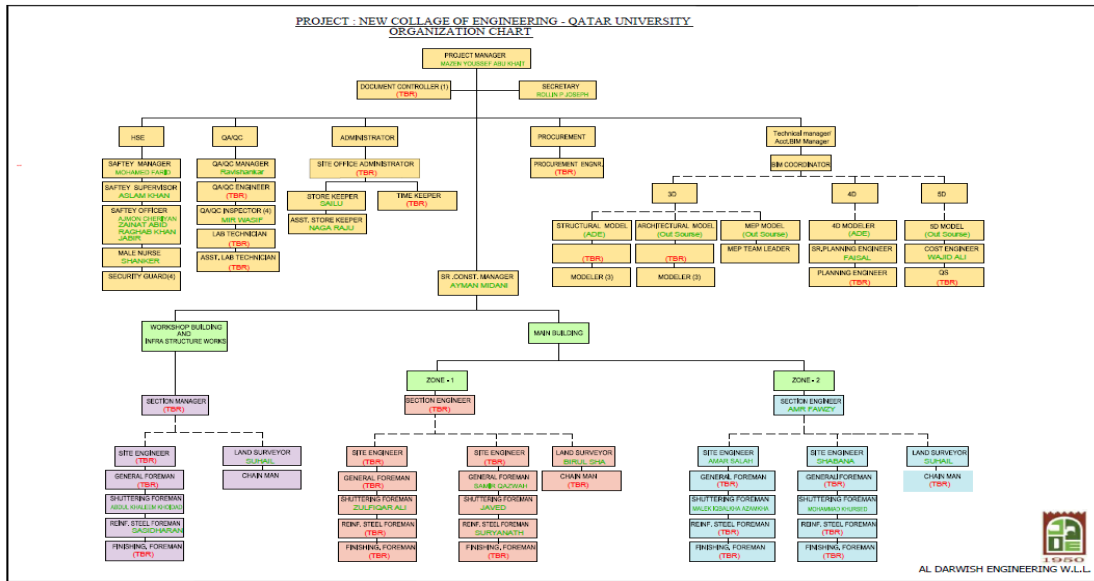 PROJECT : NEW COLLAGE OF ENGINEERING - QATAR UNIVERSITY
ORGANIZATION CHART
PROJECT MANAGER
MAZEN YOUSSEF ABU KHAIT
DOCUMENT CONTROLLER (1)
(TBR)
SECRETARY
ROLLIN P JOSEPH
HSE
QA/QC
ADMINISTRATOR
PROCUREMENT
Technical manager/
Acct.BIM Manager
SAFTEY MANAGER
MOHAMED FARID
SAFTEY SUPERVISOR
ASLAM KHAN
SAFTEY OFFICER
AJMON CHERIYAN
ZAINAT ABID
RAGHAB KHAN
JABIR
MALE NURSE
SHANKER
SECURITY GUARD(4)
QA/QC MANAGER
Ravishankar
QA/QC ENGINEER
(TBR)
QA/QC INSPECTOR (4)
MIR WASIF
LAB TECHNICIAN
(TBR)
ASST. LAB TECHNICIAN
(TBR)
SITE OFFICE ADMINISTRATOR
(TBR)
STORE KEEPER
SAILU
TIME KEEPER
(TBR)
ASST. STORE KEEPER
NAGA RAJU
PROCUREMENT ENGNR.
(TBR)
BIM COORDINATOR
3D
4D
5D
STRUCTURAL MODEL
(ADE)
ARCHITECTURAL MODEL
(Out Sourse)
MEP MODEL
(Out Sourse)
4D MODELER
(ADE)
5D MODEL
(Out Sourse)
(TBR)
(TBR)
MEP TEAM LEADER
SR.PLANNING ENGINEER
FAISAL
COST ENGINEER
WAJID ALI
MODELER (3)
MODELER (3)
PLANNING ENGINEER
(TBR)
QS
(TBR)
SR .CONST. MANAGER
AYMAN MIDANI
WORKSHOP BUILDING
AND
INFRA STRUCTURE WORKS
MAIN BUILDING
ZONE - 1
ZONE - 2
SECTION MANAGER
(TBR)
SECTION ENGINEER
(TBR)
SECTION ENGINEER
AMR FAWZY
SITE ENGINEER
(TBR)
GENERAL FOREMAN
(TBR)
SHUTTERING FOREMAN
ABDUL KHALEEM KHOIDAD
REINF. STEEL FOREMAN
SASIDHARAN
FINISHING, FOREMAN
(TBR)
LAND SURVEYOR
SUHAIL
CHAIN MAN
SITE ENGINEER
(TBR)
GENERAL FOREMAN
(TBR)
SHUTTERING FOREMAN
ZULFIQAR ALI
REINF. STEEL FOREMAN
(TBR)
FINISHING, FOREMAN
(TBR)
SITE ENGINEER
(TBR)
GENERAL FOREMAN
SAMIR QAZWAH
SHUTTERING FOREMAN
JAVED
REINF. STEEL FOREMAN
SURYANATH
FINISHING, FOREMAN
(TBR)
LAND SURVEYOR
BIRUL SHA
CHAIN MAN
(TBR)
SITE ENGINEER
AMAR SALAH
GENERAL FOREMAN
(TBR)
SHUTTERING FOREMAN
MALEK
REINF. STEEL FOREMAN
(TBR)
FINISHING, FOREMAN
(TBR)
SITE ENGINEER
SHABANA
GENERAL FOREMAN
(TBR)
SHUTTERING FOREMAN
MOHAMMAD KHURSED
REINF. STEEL FOREMAN
(TBR)
FINISHING, FOREMAN
(TBR)
LAND SURVEYOR
SUHAIL
CHAIN MAN
(TBR)
1950
AL DARWISH ENGINEERING W.L.L.